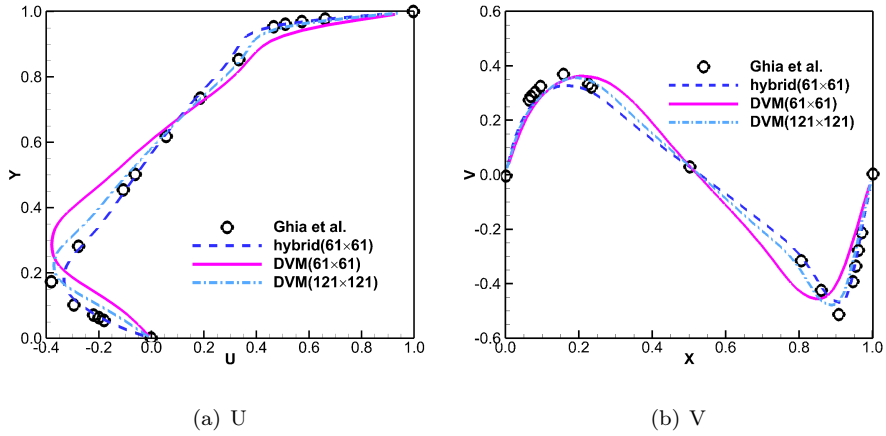 1.0
0.8
0.6
0.4
0.2
0.0
Y
-0.4 -0.2 0.0 0.2 0.4 0.6 0.8 1.0
U
Ghia et al.
hybrid(61×61)
DVM(61×61)
DVM(121×121)
(a) U
0.6
0.4
0.2
0.0
-0.2
-0.4
-0.6
V
0.0 0.2 0.4 0.6 0.8 1.0
X
Ghia et al.
hybrid(61×61)
DVM(61×61)
DVM(121×121)
(b) V